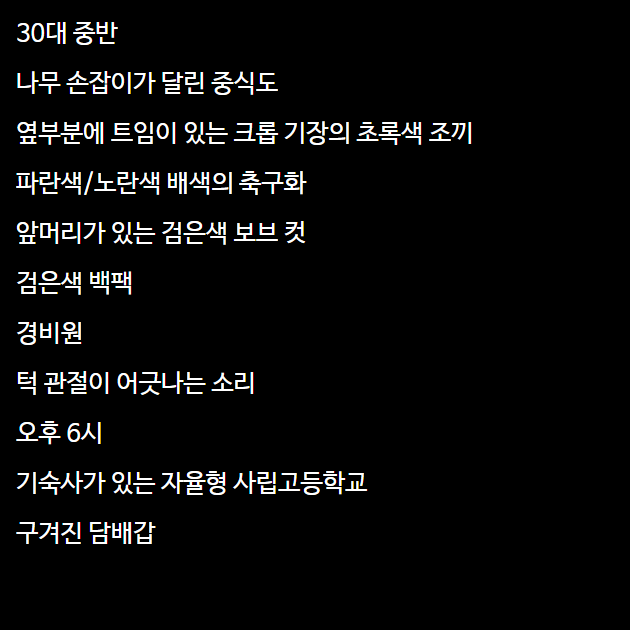 30대 중반
나무 손잡이가 달린 중식도
옆부분에 트임이 있는 크롭 기장의 초록색 조끼
파란색/노란색 배색의 축구화
앞머리가 있는 검은색 보브 컷
검은색 백팩
경비원
턱 관절이 어긋나는 소리
오후 6시
기숙사가 있는 자율형 사립고등학교
구겨진 담배갑